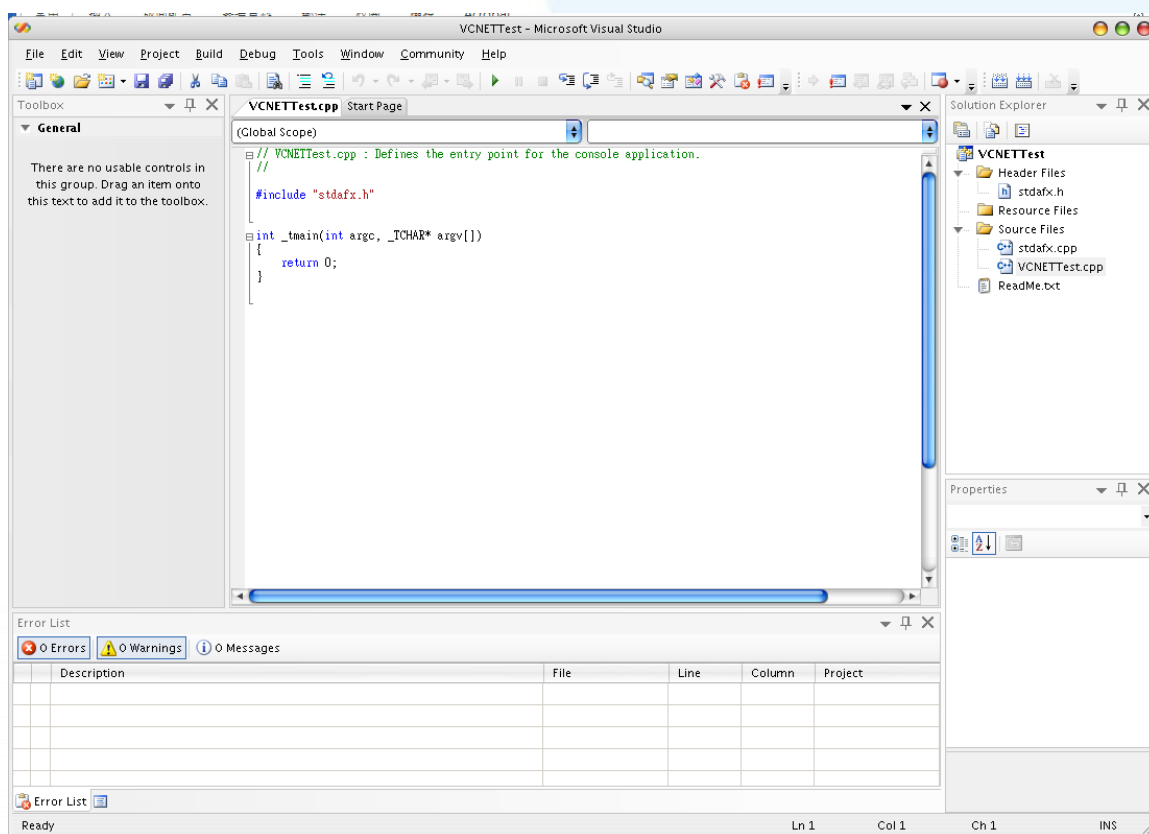 VCNETTest - Microsoft Visual Studio
File Edit View Project Build Debug Tools Window Community Help
Toolbox
General
There are no usable controls in
this group. Drag an item onto
this text to add it to the toolbox.
VCNETTest.cpp Start Page
(Global Scope)
// VCNETTest.cpp : Defines the entry point for the console application.
//
#include "stdafx.h"
int _tmain(int argc, _TCHAR* argv[])
{
return 0;
}
Solution Explorer
VCNETTest
Header Files
stdafx.h
Resource Files
Source Files
stdafx.cpp
VCNETTest.cpp
ReadMe.txt
Properties
Error List
0 Errors 0 Warnings 0 Messages
Description File Line Column Project
Error List
Ready Ln 1 Col 1 Ch 1 INS